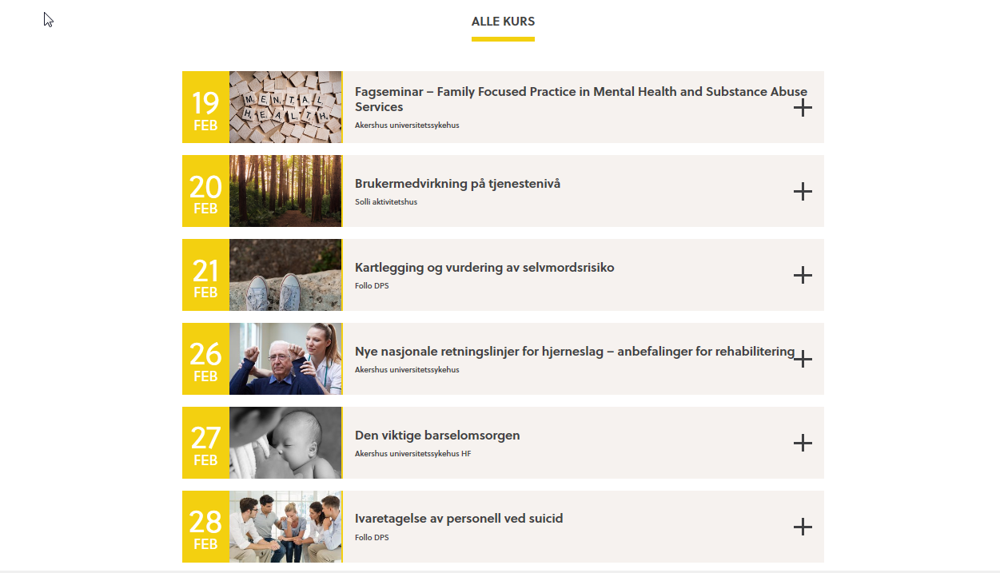 ALLE KURS
19
FEB
MENTAL
HEALTH
Fagseminar – Family Focused Practice in Mental Health and Substance Abuse
Services
Akershus universitetssykehus
20
FEB
Brukermedvirkning på tjenestenivå
Solli aktivitetshus
21
FEB
Kartlegging og vurdering av selvmordsrisiko
Follo DPS
26
FEB
Nye nasjonale retningslinjer for hjerneslag – anbefalinger for rehabilitering
Akershus universitetssykehus
27
FEB
Den viktige barselomsorgen
Akershus universitetssykehus HF
28
FEB
Ivaretagelse av personell ved suicid
Follo DPS